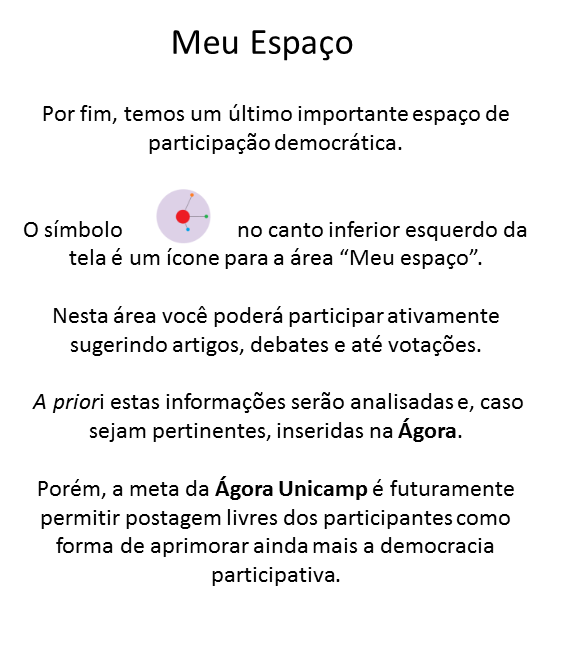 Meu Espaço
Por fim, temos um último importante espaço de
participação democrática.
O símbolo no canto inferior esquerdo da
tela é um ícone para a área “Meu espaço”.
Nesta área você poderá participar ativamente
sugerindo artigos, debates e até votações.
A priori estas informações serão analisadas e, caso
sejam pertinentes, inseridas na Ágora.
Porém, a meta da Ágora Unicamp é futuramente
permitir postagem livres dos participantes como
forma de aprimorar ainda mais a democracia
participativa.